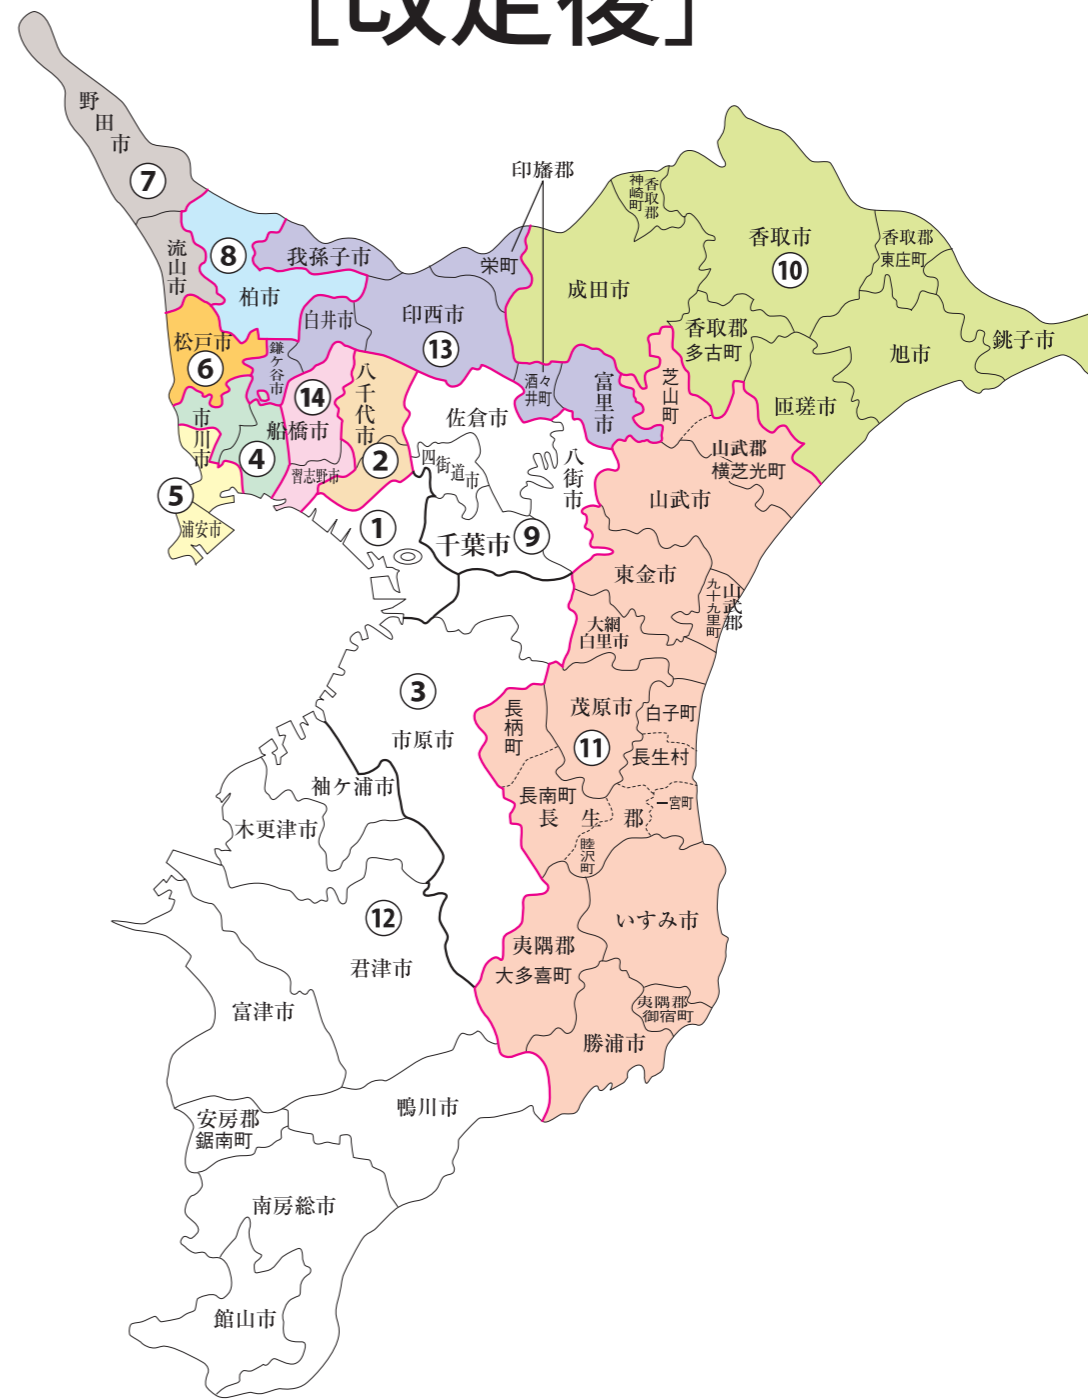 ［改定後］
野田市
⑦
印旛郡
香取郡
神崎町
香取市
⑩
香取郡
東庄町
流山市
⑧
柏市
我孫子市
栄町
成田市
白井市
印西市
⑬
松戸市
⑥
鎌ケ谷市
酒々井町
富里市
芝山町
香取郡
多古町
旭市
銚子市
匝瑳市
八千代市
⑭
船橋市
②
佐倉市
四街道市
八街市
山武郡
横芝光町
山武市
市川市
④
習志野市
⑤
浦安市
①
千葉市
⑨
東金市
山武郡
九十九里町
大網
白里市
③
市原市
長柄町
茂原市
⑪
白子町
長生村
長南町
長生郡
一宮町
睦沢町
袖ケ浦市
木更津市
⑫
君津市
いすみ市
夷隅郡
大多喜町
夷隅郡
御宿町
勝浦市
富津市
鴨川市
安房郡
鋸南町
南房総市
館山市